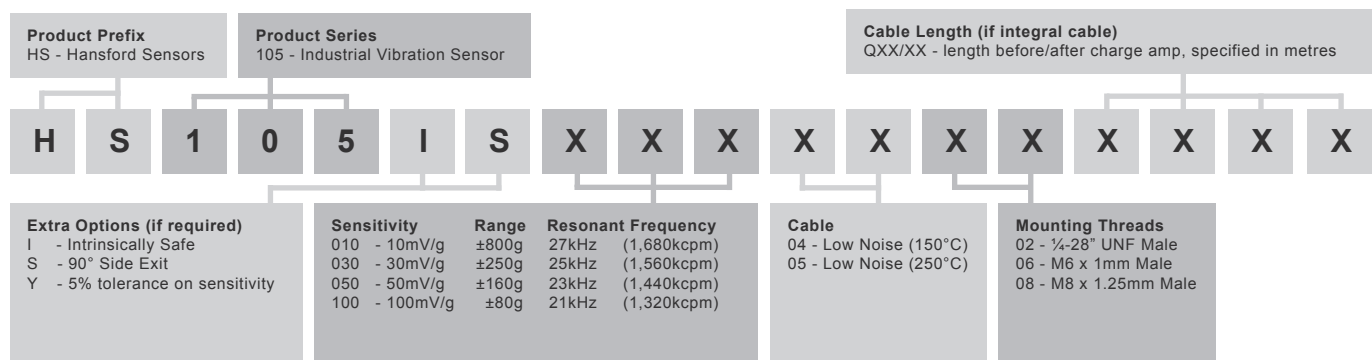 Product Prefix
HS - Hansford Sensors
Product Series
105 - Industrial Vibration Sensor
Cable Length (if integral cable)
QXX/XX - length before/after charge amp, specified in metres
H S 1 0 5 I S X X X X X X X X X X X
Extra Options (if required)
I - Intrinsically Safe
S - 90° Side Exit
Y - 5% tolerance on sensitivity
Sensitivity Range Resonant Frequency
010 - 10mV/g ±800g 27kHz (1,680kcpm)
030 - 30mV/g ±250g 25kHz (1,560kcpm)
050 - 50mV/g ±160g 23kHz (1,440kcpm)
100 - 100mV/g ±80g 21kHz (1,320kcpm)
Cable
04 - Low Noise (150°C)
05 - Low Noise (250°C)
Mounting Threads
02 - ¼-28” UNF Male
06 - M6 x 1mm Male
08 - M8 x 1.25mm Male